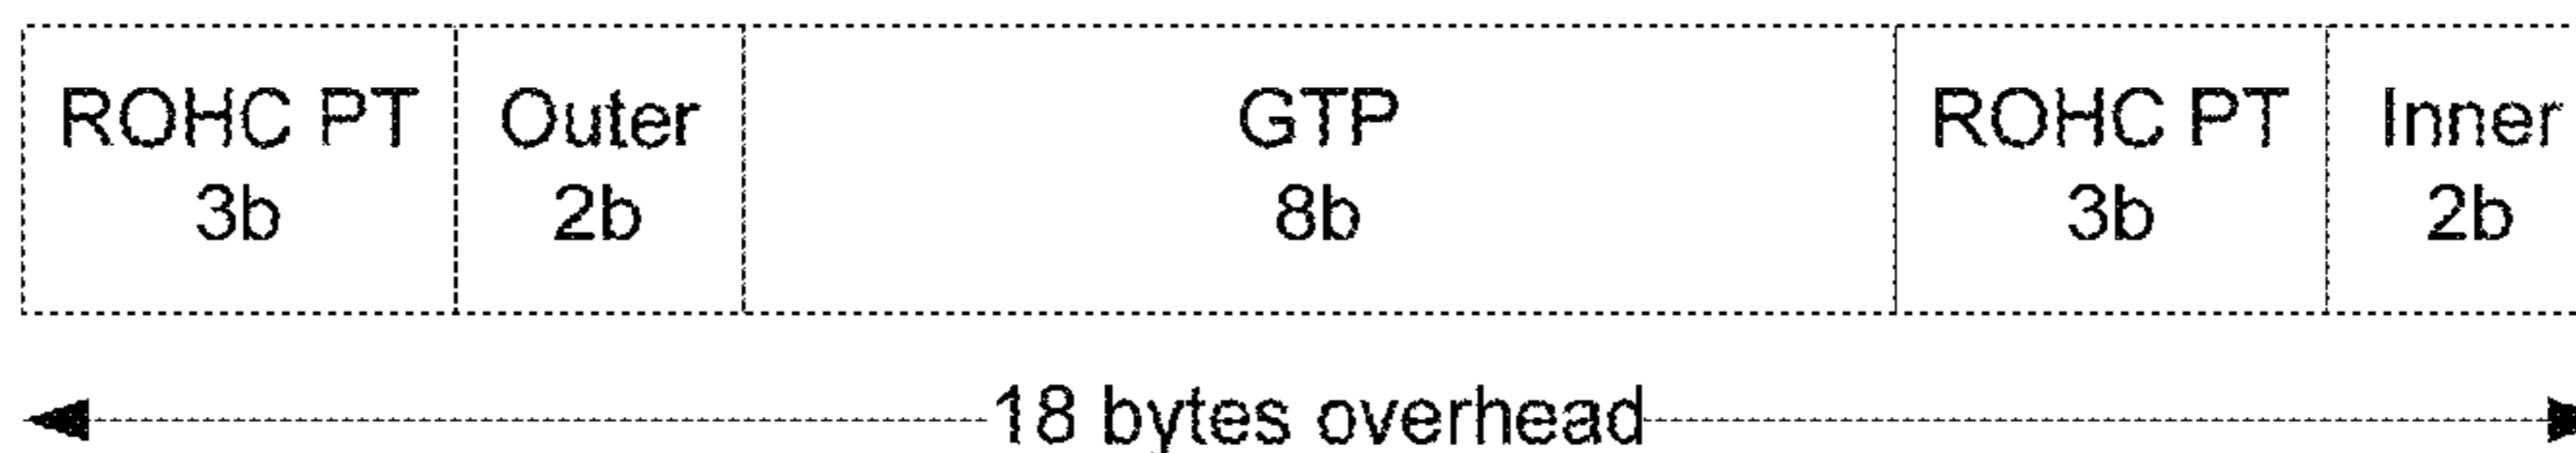 ROHC PT Outer GTP ROHC PT Inner
3b 2b 8b 3b 2b
18 bytes overhead